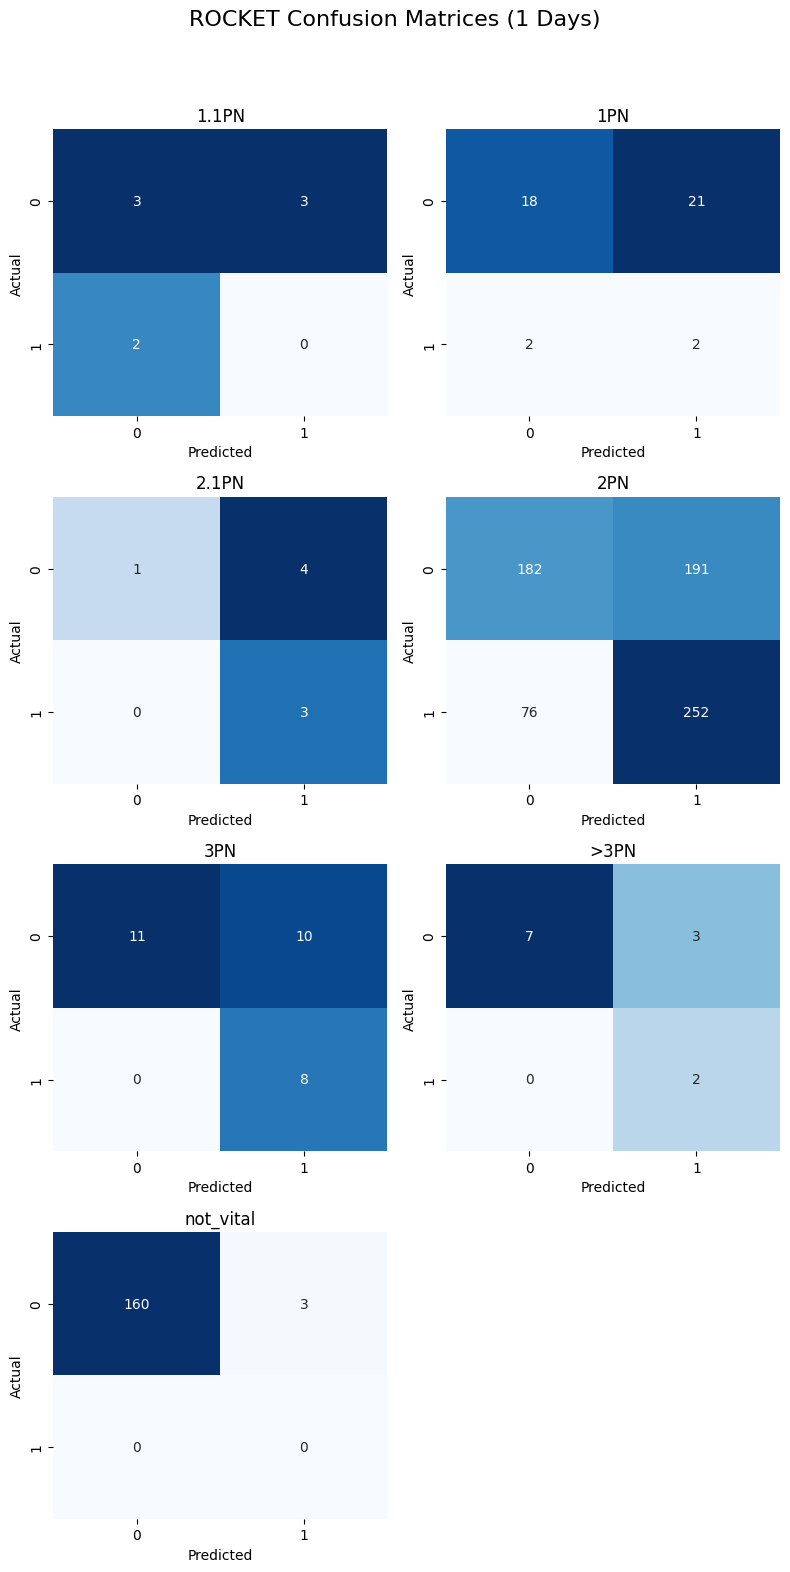 ROCKET Confusion Matrices (1 Days)
1.1PN
1PN
0
3
3
0
18
21
Actual
Actual
1
2
0
1
2
2
0
1
0
1
Predicted
Predicted
2.1PN
2PN
0
1
4
0
182
191
Actual
Actual
1
0
3
1
76
252
0
1
0
1
Predicted
Predicted
3PN
>3PN
0
11
10
0
7
3
Actual
Actual
1
0
8
1
0
2
0
1
0
1
Predicted
Predicted
not_vital
0
160
3
Actual
1
0
0
0
1
Predicted